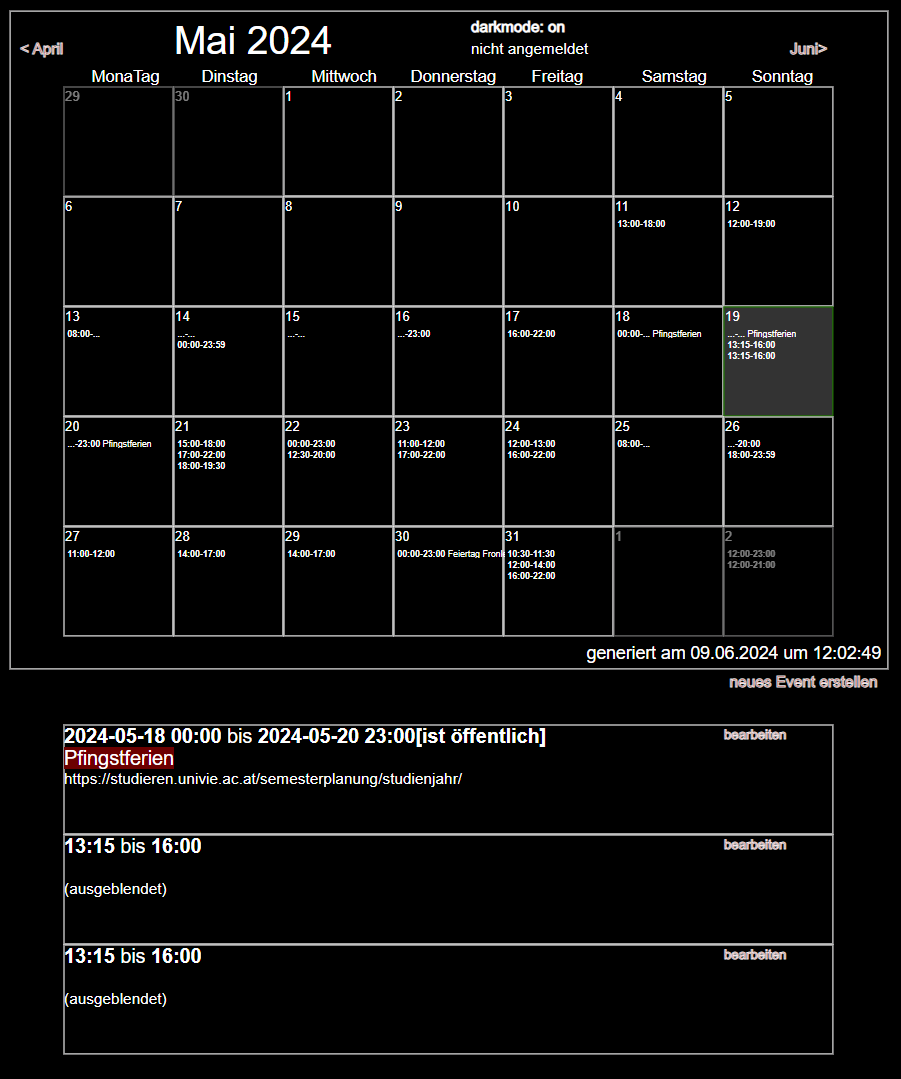 darkmode: on
< April Mai 2024 nicht angemeldet Juni>
MonaTag Dinstag Mittwoch Donnerstag Freitag Samstag Sonntag
29 30 1 2 3 4 5
6 7 8 9 10 11 12
13:00-18:00 12:00-19:00
13 14 15 16 17 18 19
08:00-... ...-... ...-... ...-23:00 16:00-22:00 00:00-... Pfingstferien ...-... Pfingstferien
00:00-23:59 13:15-16:00
13:15-16:00
20 21 22 23 24 25 26
...-23:00 Pfingstferien 15:00-18:00 00:00-23:00 11:00-12:00 12:00-13:00 08:00-... ...-20:00
17:00-22:00 12:30-20:00 17:00-22:00 16:00-22:00 18:00-23:59
18:00-19:30
27 28 29 30 31 1 2
11:00-12:00 14:00-17:00 14:00-17:00 00:00-23:00 Feiertag Fronl 10:30-11:30 12:00-23:00
12:00-14:00 12:00-21:00
16:00-22:00
generiert am 09.06.2024 um 12:02:49
neues Event erstellen
2024-05-18 00:00 bis 2024-05-20 23:00[ist öffentlich] bearbeiten
Pfingstferien
https://studieren.univie.ac.at/semesterplanung/studienjahr/
13:15 bis 16:00 bearbeiten
(ausgeblendet)
13:15 bis 16:00 bearbeiten
(ausgeblendet)